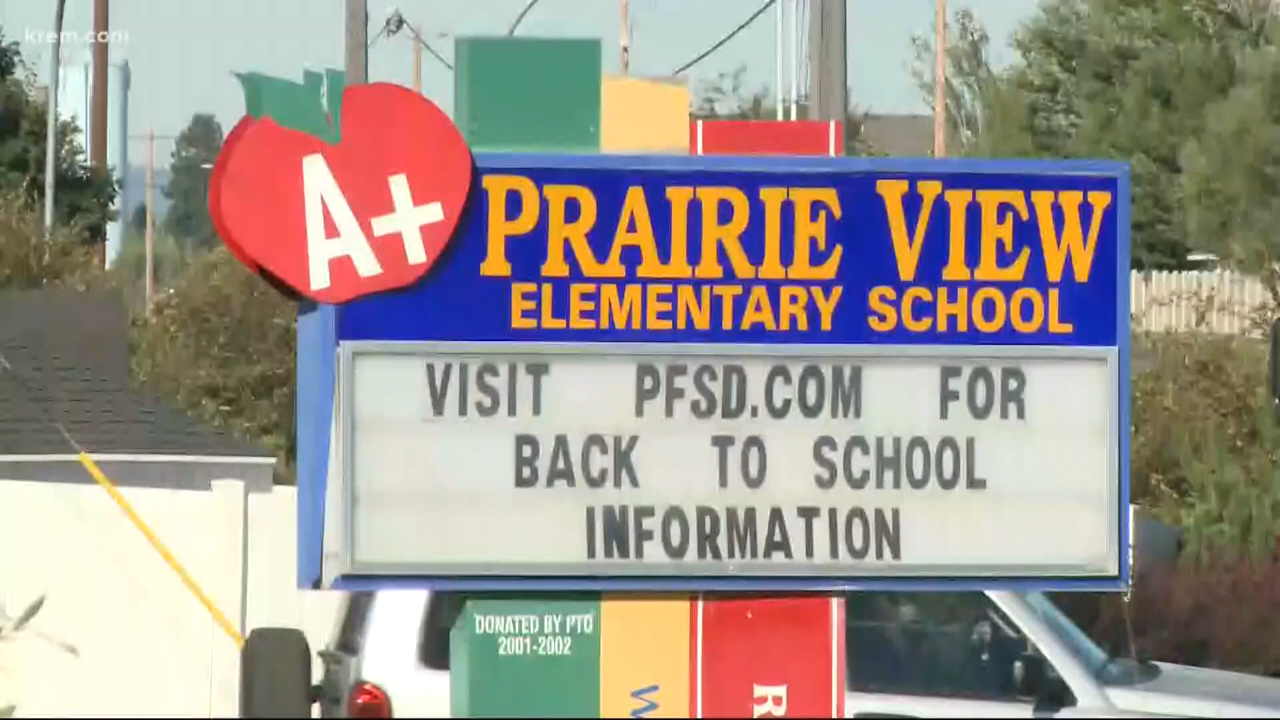 krem.com
A+
PRAIRIE VIEW
ELEMENTARY SCHOOL
VISIT PFSD.COM FOR
BACK TO SCHOOL
INFORMATION
DONATED BY PTO
2001-2002
W
R